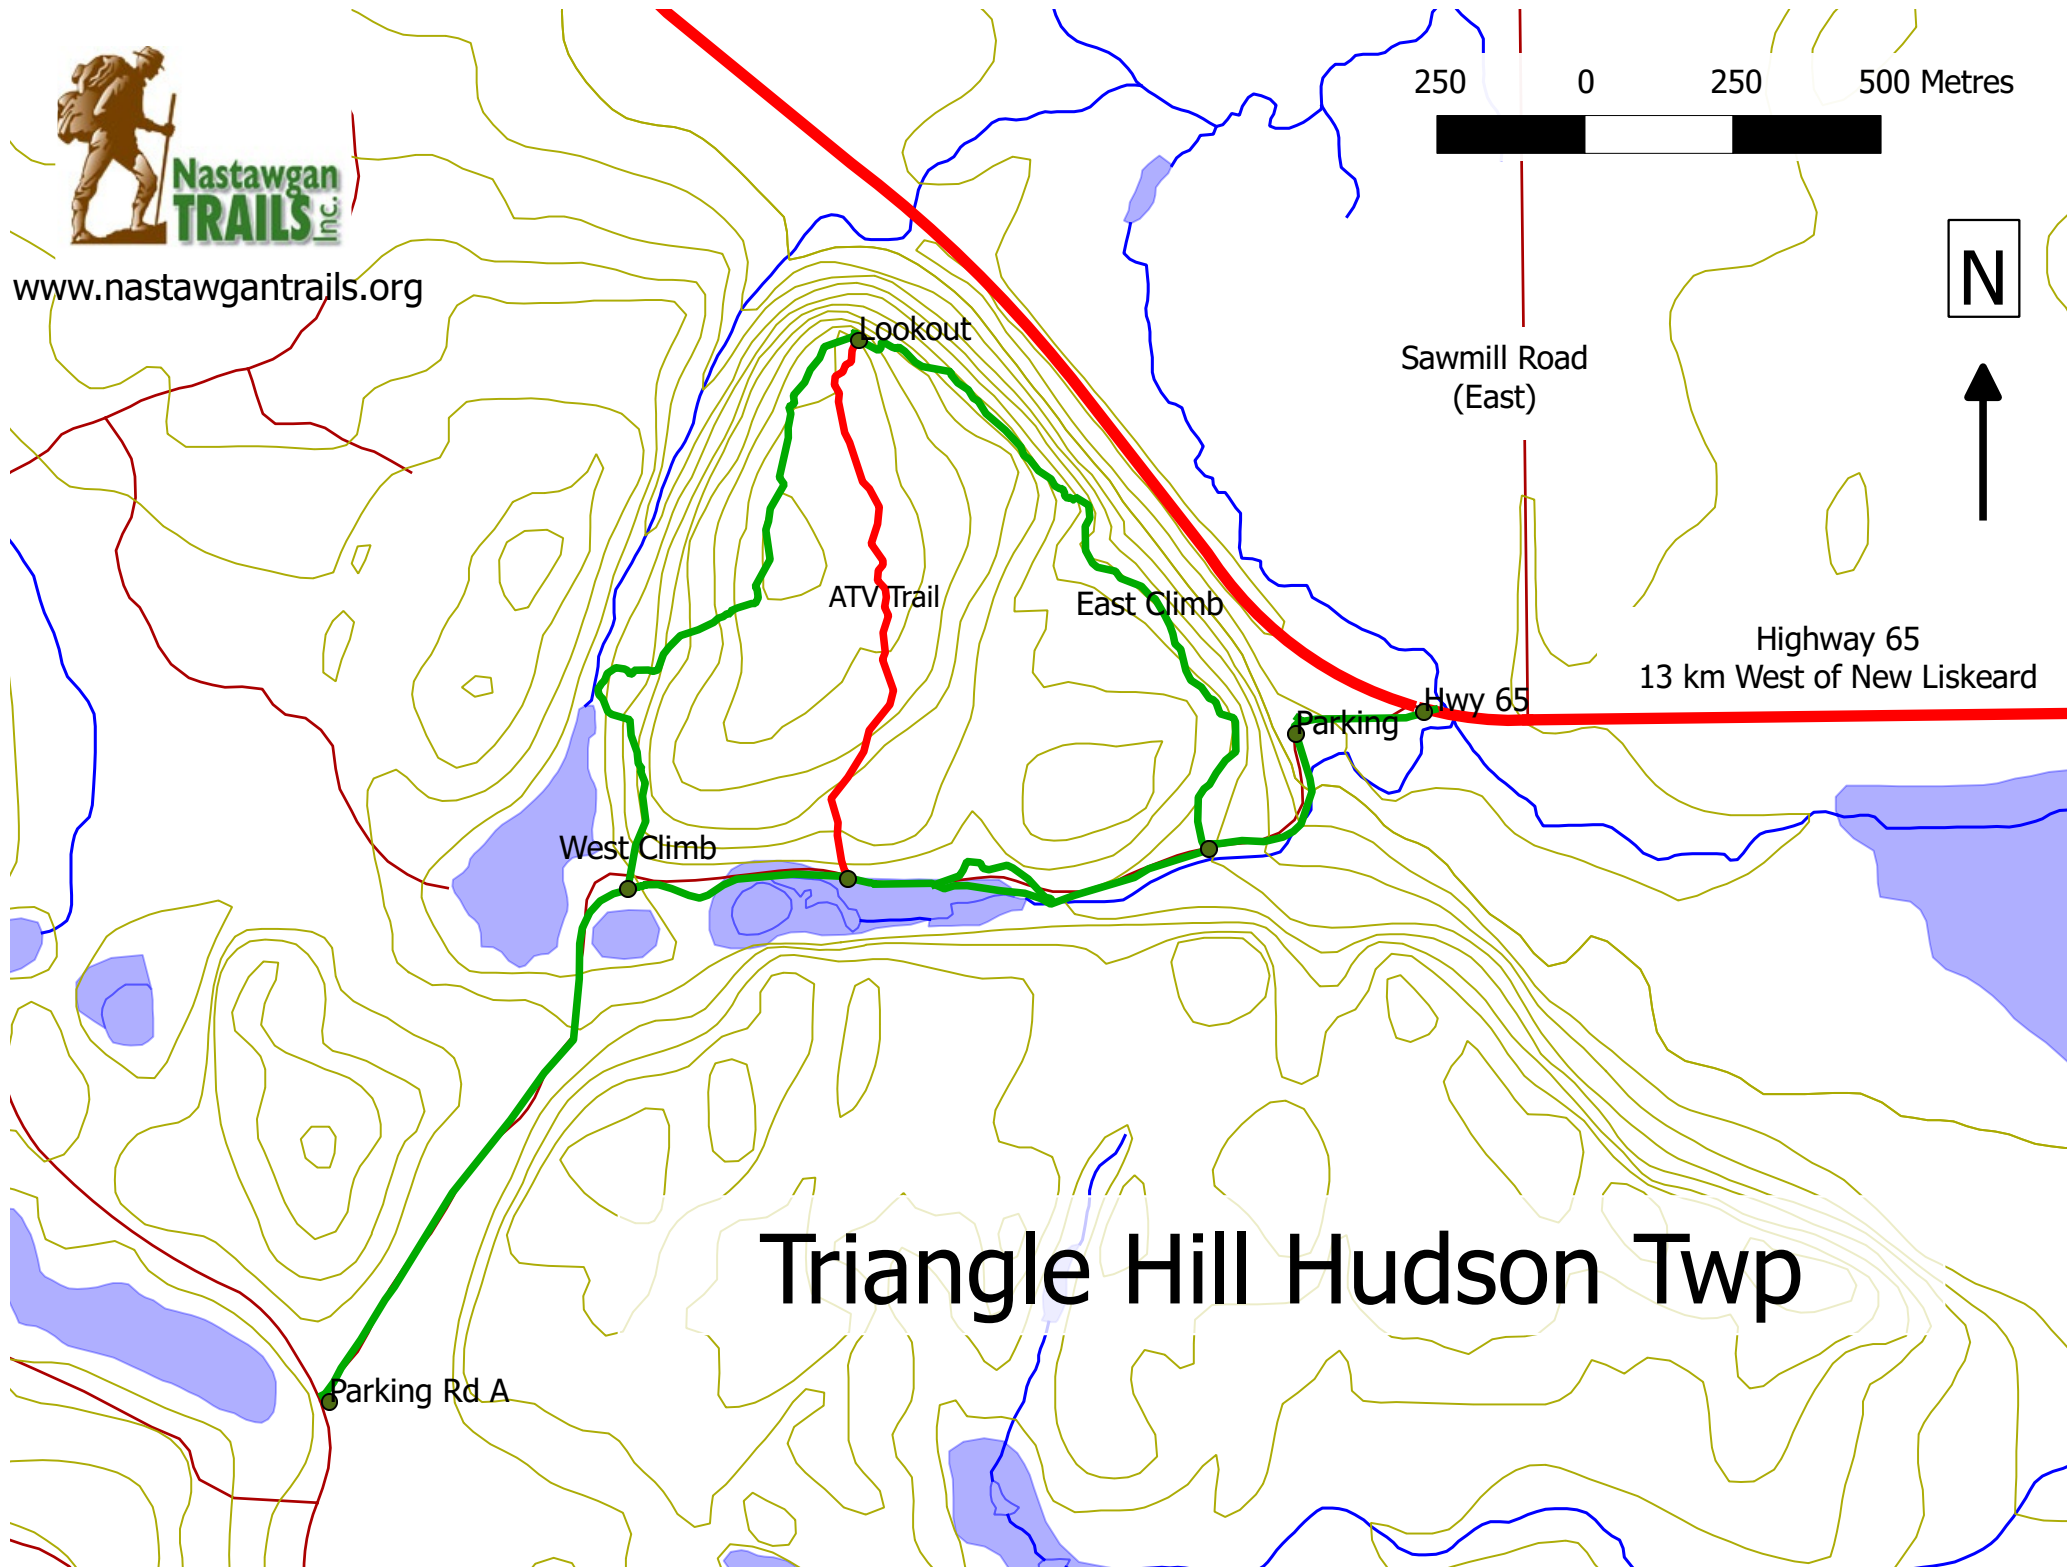 250 0 250 500 Metres
Nastawgan
TRAILS Inc.
www.nastawgantrails.org
N
Lookout
Sawmill Road
(East)
ATV Trail
East Climb
Highway 65
13 km West of New Liskeard
Hwy 65
Parking
West Climb
Triangle Hill Hudson Twp
Parking Rd A